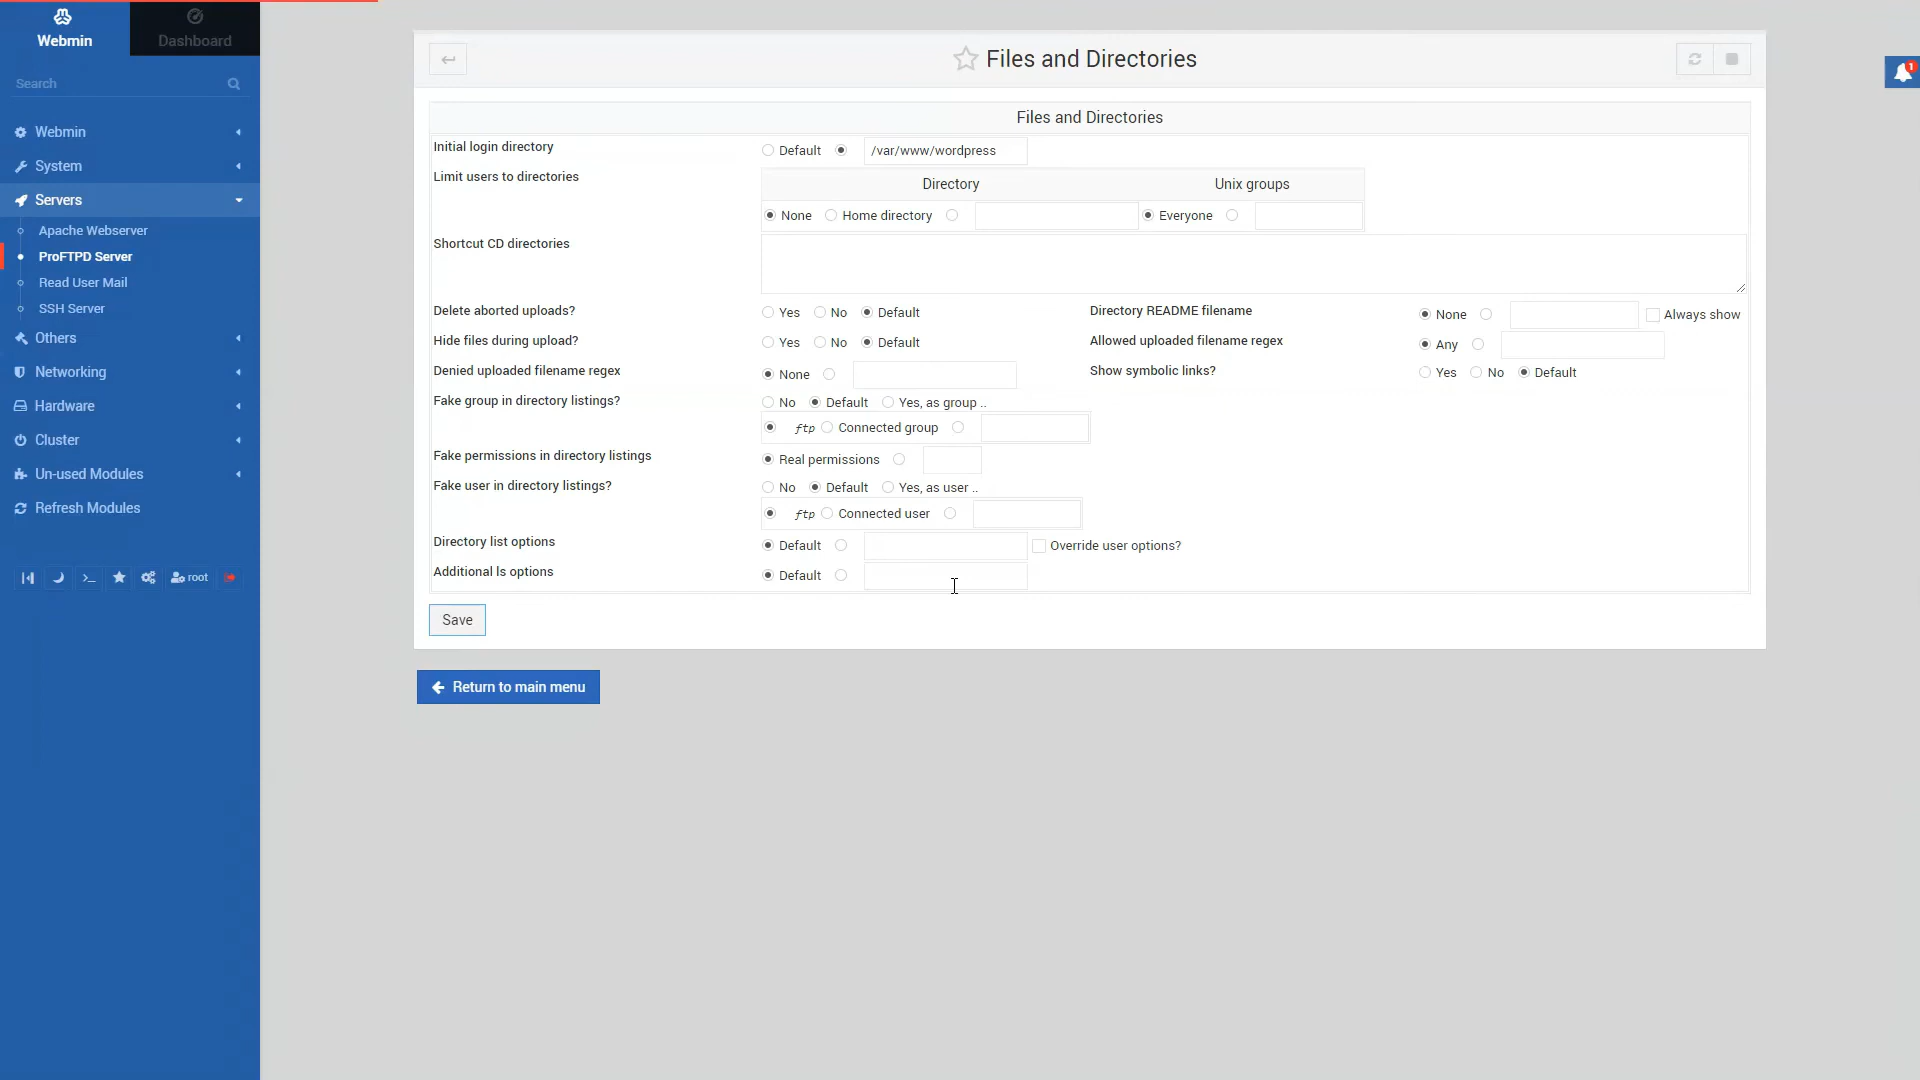 Webmin
Dashboard
Search
Webmin
System
Servers
Apache Webserver
ProFTPD Server
Read User Mail
SSH Server
Others
Networking
Hardware
Cluster
Un-used Modules
Refresh Modules
root
Files and Directories
1
Files and Directories
Initial login directory Default /var/www/wordpress
Limit users to directories Directory Unix groups
None Home directory Everyone
Shortcut CD directories
Delete aborted uploads? Yes No Default Directory README filename None Always show
Hide files during upload? Yes No Default Allowed uploaded filename regex Any
Denied uploaded filename regex None Show symbolic links? Yes No Default
Fake group in directory listings? No Default Yes, as group ..
ftp Connected group
Fake permissions in directory listings Real permissions
Fake user in directory listings? No Default Yes, as user ..
ftp Connected user
Directory list options Default Override user options?
Additional ls options Default
Save
Return to main menu